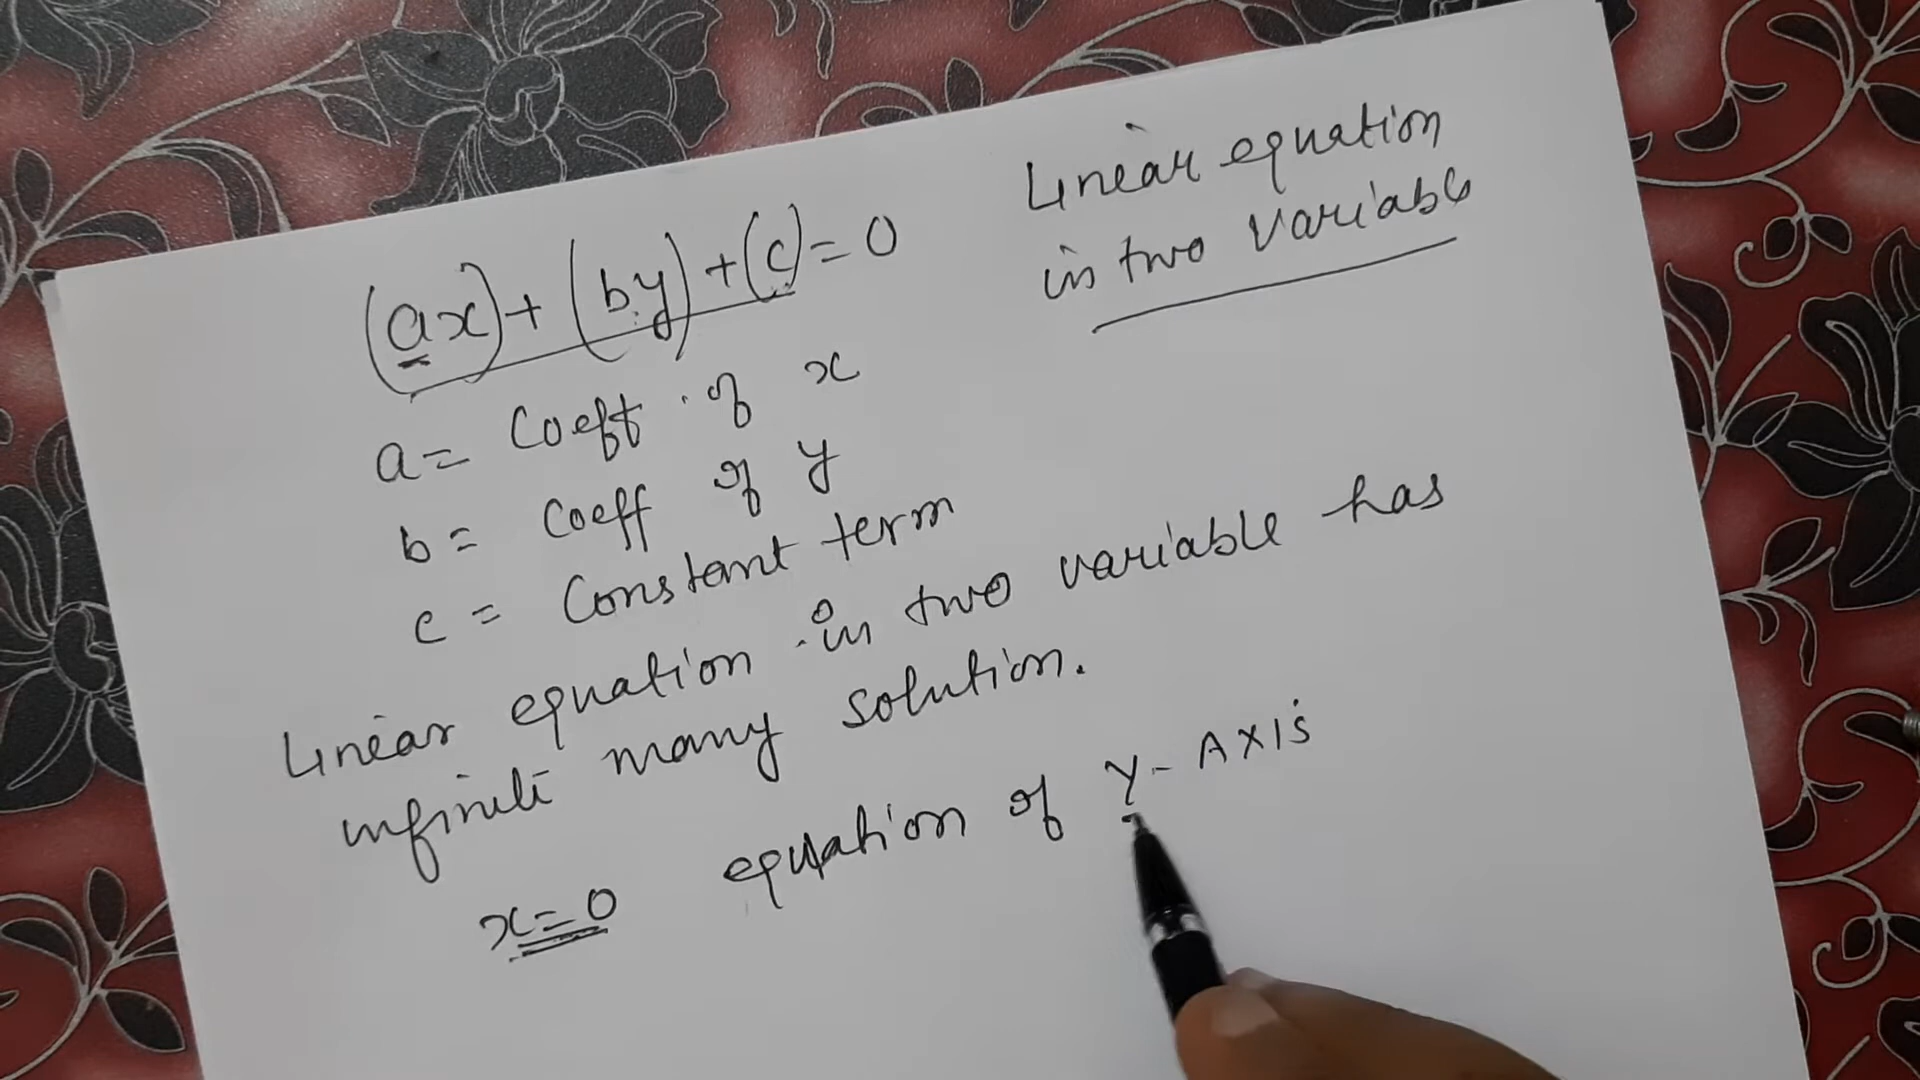 Linear equation
in two variable
(ax) + (by) + (c) = 0
a = Coeft. of x
b = Coeff of y
c = Constant term
Linear equation in two variable has
infinite many solution.
x=0 equation of Y-AXIS